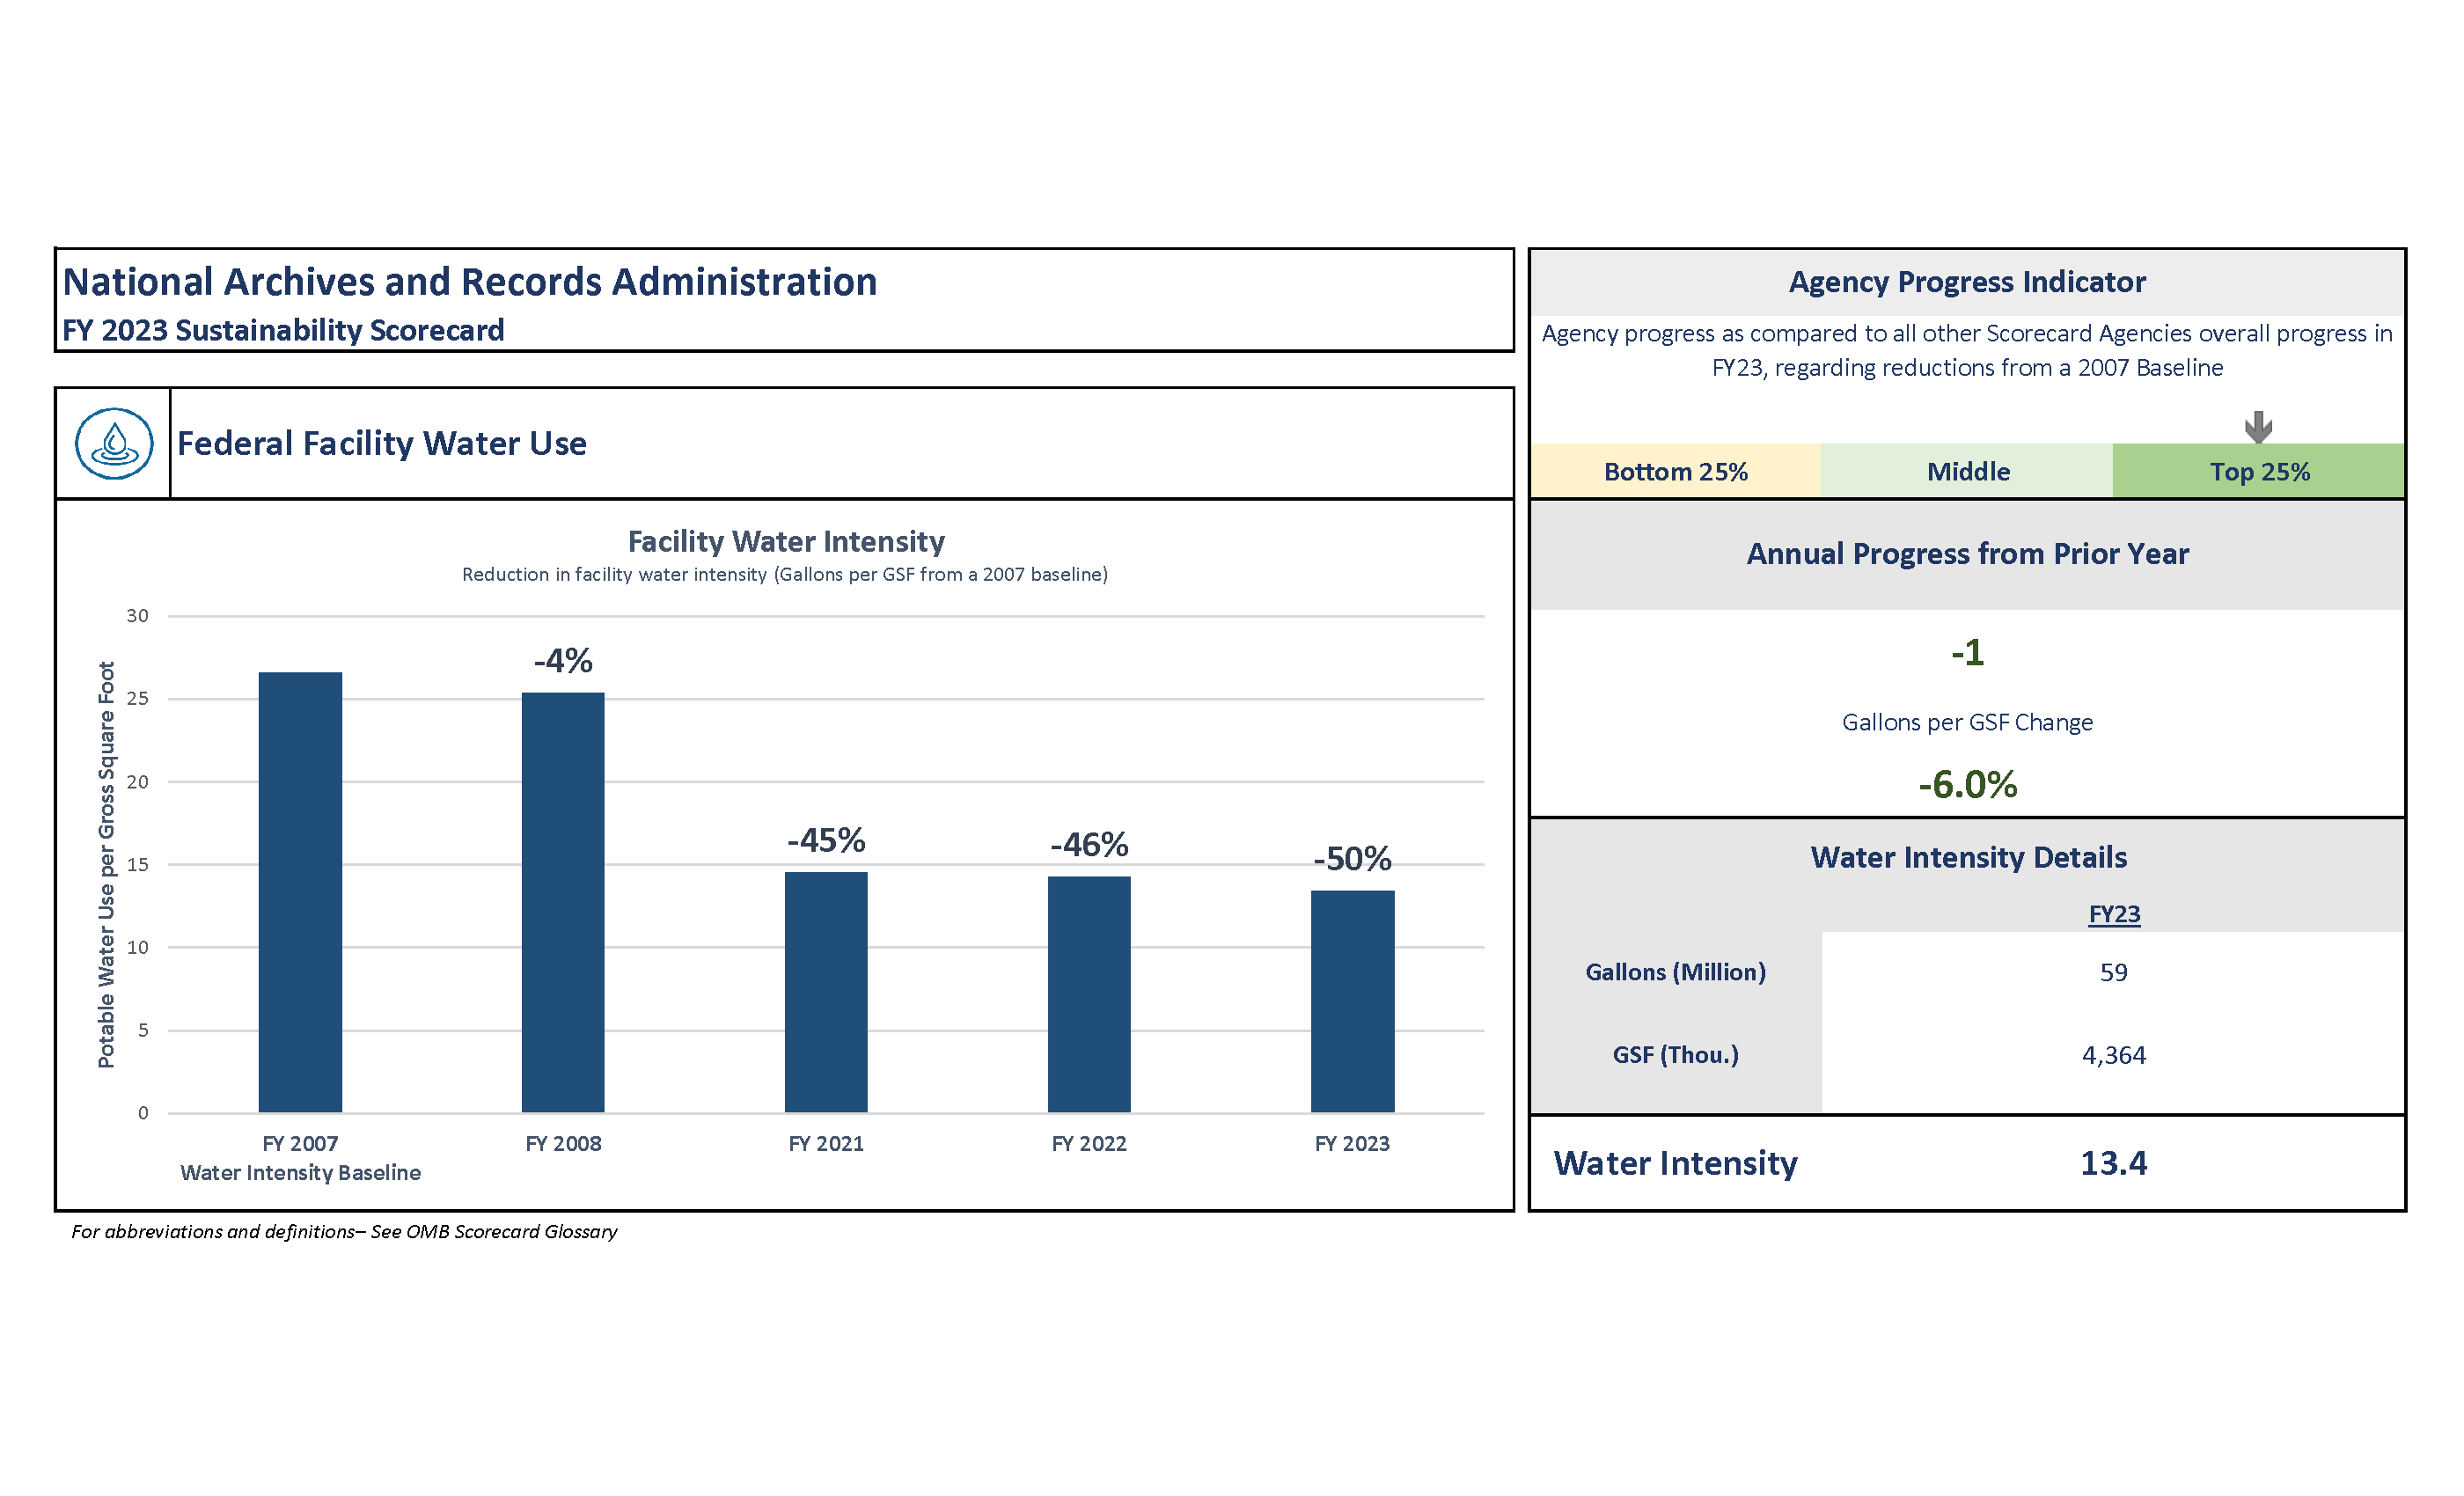 National Archives and Records Administration
FY 2023 Sustainability Scorecard
Federal Facility Water Use
Facility Water Intensity
Reduction in facility water intensity (Gallons per GSF from a 2007 baseline)
Potable Water Use per Gross Square Foot
30
25
20
15
10
5
0
-4%
-45%
-46%
-50%
FY 2007
Water Intensity Baseline
FY 2008
FY 2021
FY 2022
FY 2023
For abbreviations and definitions– See OMB Scorecard Glossary
Agency Progress Indicator
Agency progress as compared to all other Scorecard Agencies overall progress in
FY23, regarding reductions from a 2007 Baseline
Bottom 25%
Middle
Top 25%
Annual Progress from Prior Year
-1
Gallons per GSF Change
-6.0%
Water Intensity Details
FY23
Gallons (Million)
59
GSF (Thou.)
4,364
Water Intensity
13.4